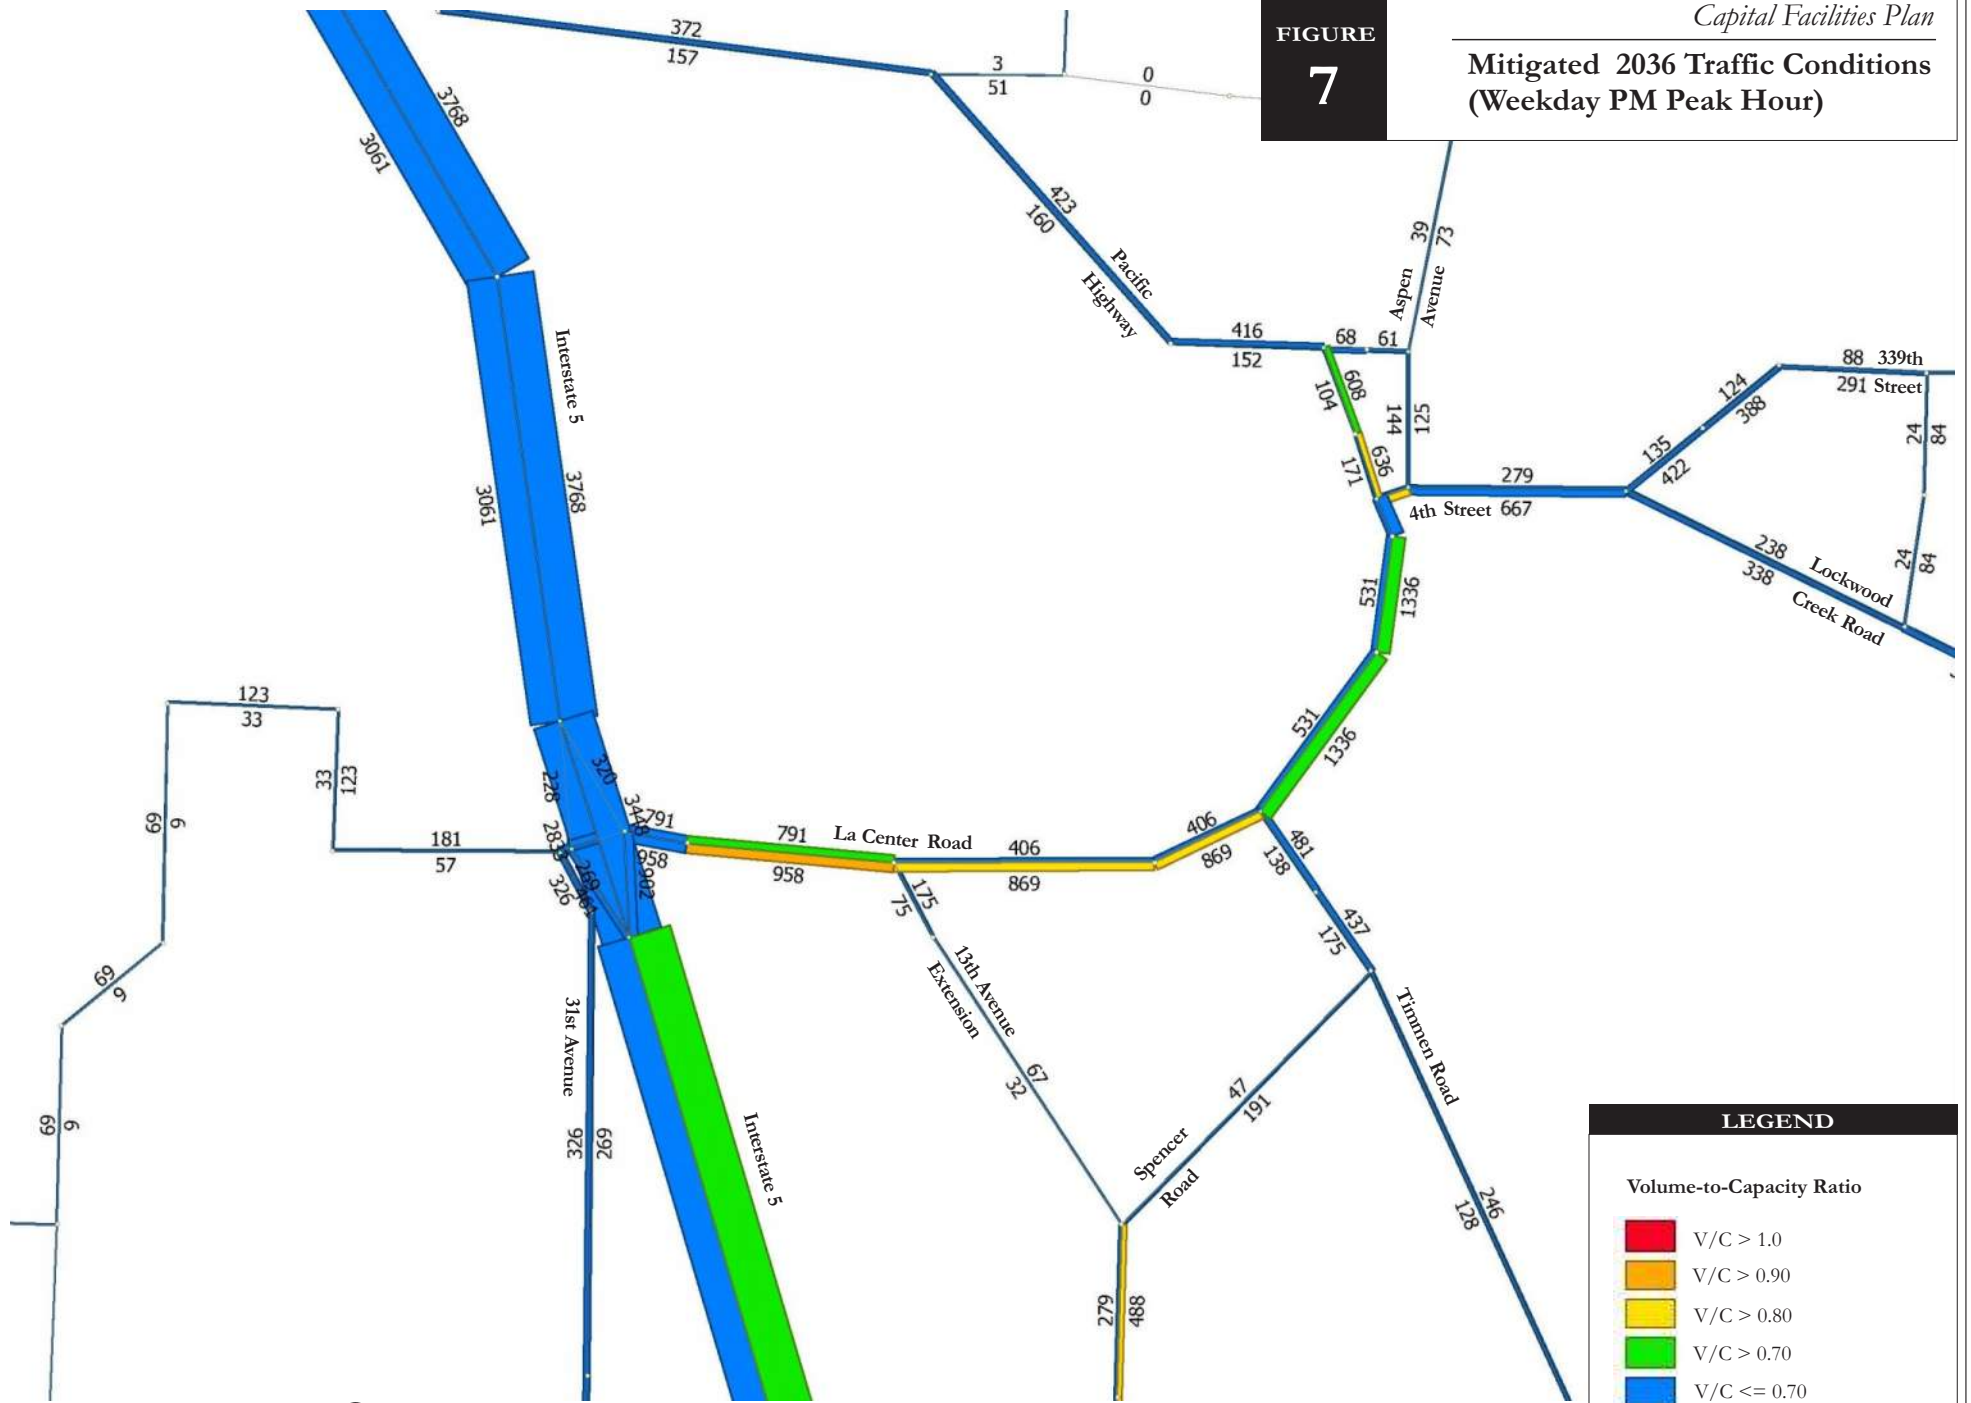 Capital Facilities Plan
FIGURE
7
Mitigated 2036 Traffic Conditions
(Weekday PM Peak Hour)
372
157
3
51
0
0
3768
3061
423
160
Pacific
Highway
39
73
Aspen
Avenue
416
152
68
61
608
104
144
125
636
171
88
339th
291
Street
124
388
135
422
24
84
279
4th Street
667
24
84
238
338
Lockwood
Creek Road
Interstate 5
3061
3768
531
1336
531
1336
123
33
33
123
69
9
181
57
228
320
3448
791
958
902
269
326
791
La Center Road
958
406
869
406
869
481
138
437
175
175
75
13th Avenue
Extension
67
32
69
9
69
9
31st Avenue
326
269
Interstate 5
47
191
Spencer
Road
Timmen Road
246
128
279
488
LEGEND
Volume-to-Capacity Ratio
V/C > 1.0
V/C > 0.90
V/C > 0.80
V/C > 0.70
V/C <= 0.70